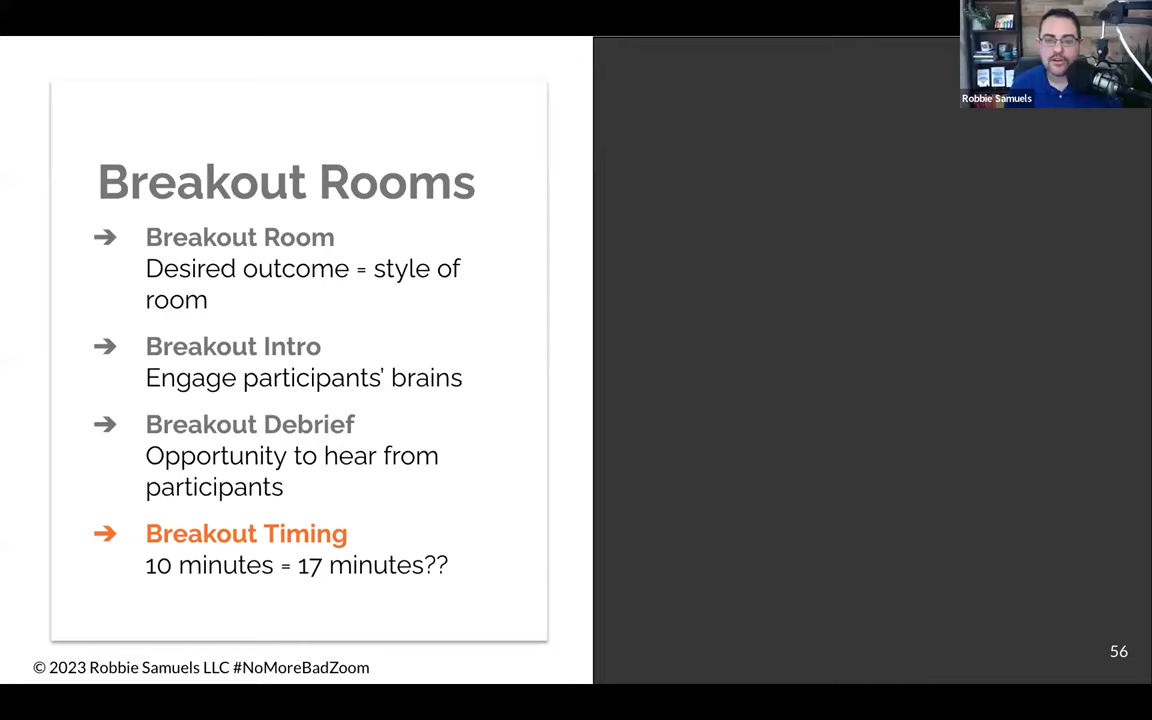 Robbie Samuels
Breakout Rooms
➔ Breakout Room
Desired outcome = style of
room
➔ Breakout Intro
Engage participants’ brains
➔ Breakout Debrief
Opportunity to hear from
participants
➔ Breakout Timing
10 minutes = 17 minutes??
56
© 2023 Robbie Samuels LLC #NoMoreBadZoom